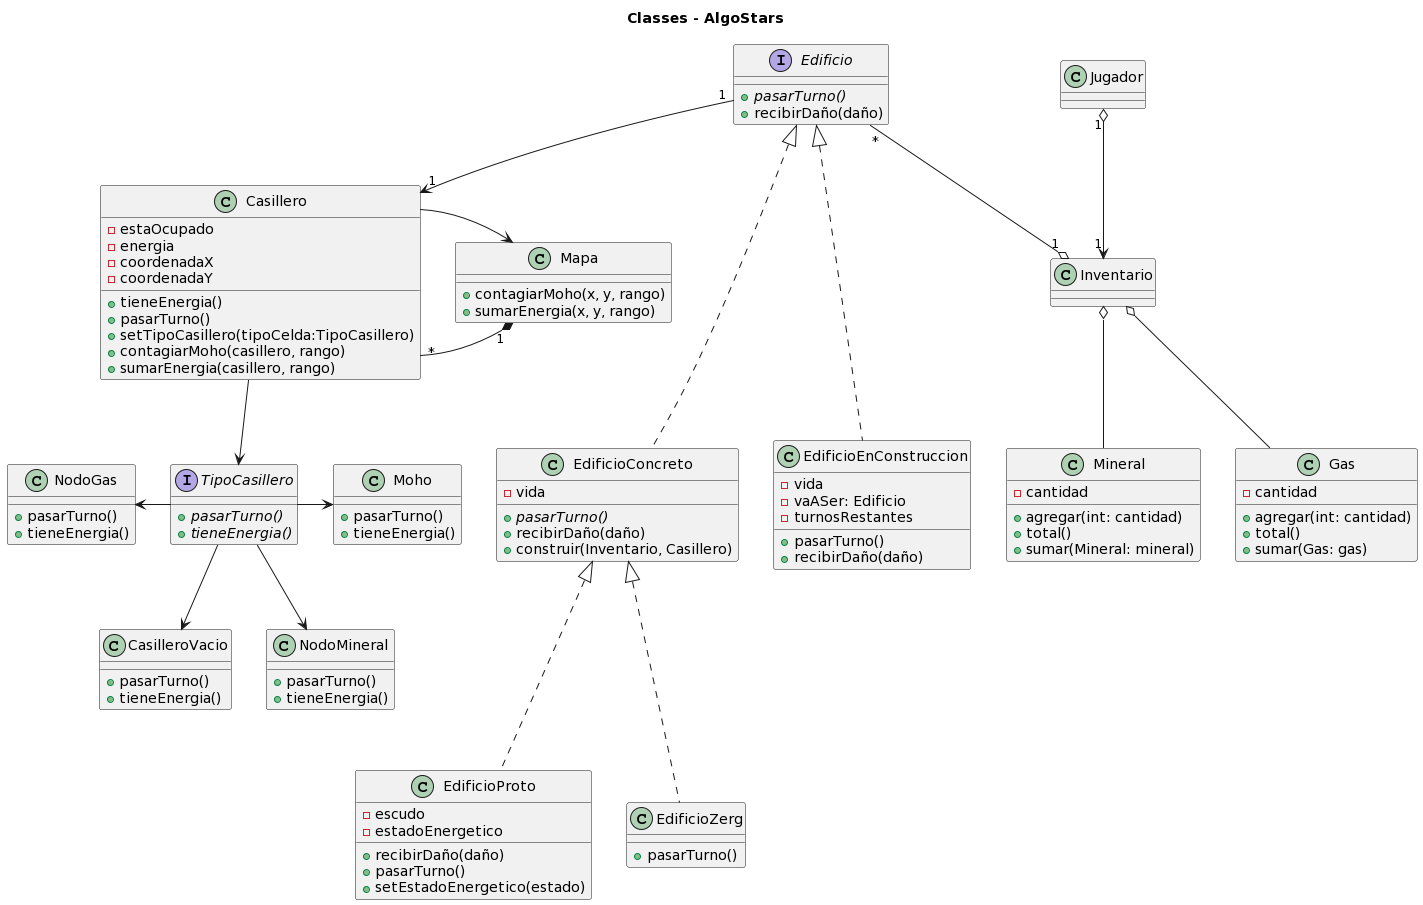 Classes - AlgoStars
I Edificio
pasarTurno()
recibirDaño(daño)
C Jugador
1
1
*
1
1
1
C Casillero
estaOcupado
energia
coordenadaX
coordenadaY
tieneEnergia()
pasarTurno()
setTipoCasillero(tipoCelda:TipoCasillero)
contagiarMoho(casillero, rango)
sumarEnergia(casillero, rango)
C Mapa
contagiarMoho(x, y, rango)
sumarEnergia(x, y, rango)
1
*
C Inventario
C NodoGas
pasarTurno()
tieneEnergia()
I TipoCasillero
pasarTurno()
tieneEnergia()
C Moho
pasarTurno()
tieneEnergia()
C EdificioConcreto
vida
pasarTurno()
recibirDaño(daño)
construir(Inventario, Casillero)
C EdificioEnConstruccion
vida
vaASer: Edificio
turnosRestantes
pasarTurno()
recibirDaño(daño)
C Mineral
cantidad
agregar(int: cantidad)
total()
sumar(Mineral: mineral)
C Gas
cantidad
agregar(int: cantidad)
total()
sumar(Gas: gas)
C CasilleroVacio
pasarTurno()
tieneEnergia()
C NodoMineral
pasarTurno()
tieneEnergia()
C EdificioProto
escudo
estadoEnergetico
recibirDaño(daño)
pasarTurno()
setEstadoEnergetico(estado)
C EdificioZerg
pasarTurno()